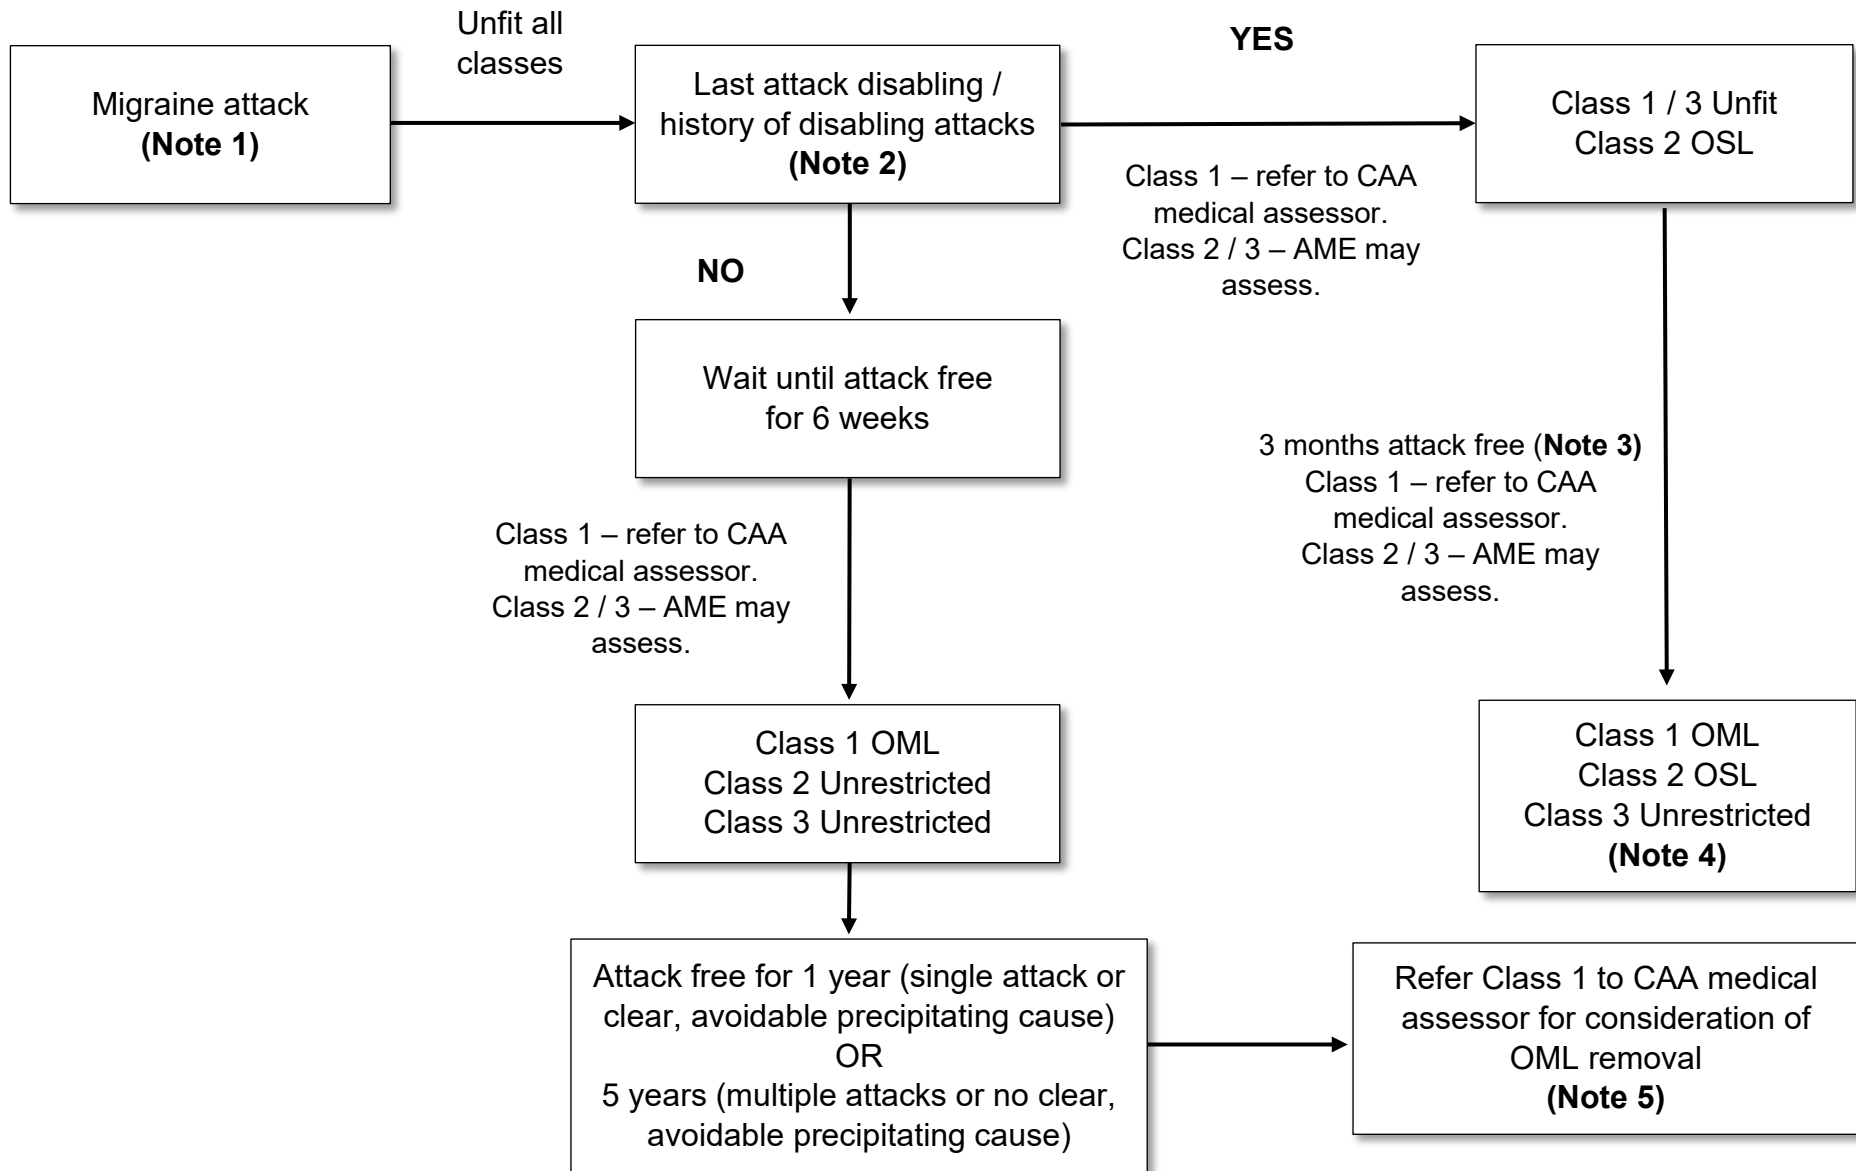 Unfit all
classes
Migraine attack
(Note 1)
Last attack disabling /
history of disabling attacks
(Note 2)
YES
Class 1 – refer to CAA
medical assessor.
Class 2 / 3 – AME may
assess.
Class 1 / 3 Unfit
Class 2 OSL
NO
Wait until attack free
for 6 weeks
3 months attack free (Note 3)
Class 1 – refer to CAA
medical assessor.
Class 2 / 3 – AME may
assess.
Class 1 – refer to CAA
medical assessor.
Class 2 / 3 – AME may
assess.
Class 1 OML
Class 2 Unrestricted
Class 3 Unrestricted
Class 1 OML
Class 2 OSL
Class 3 Unrestricted
(Note 4)
Attack free for 1 year (single attack or
clear, avoidable precipitating cause)
OR
5 years (multiple attacks or no clear,
avoidable precipitating cause)
Refer Class 1 to CAA medical
assessor for consideration of
OML removal
(Note 5)